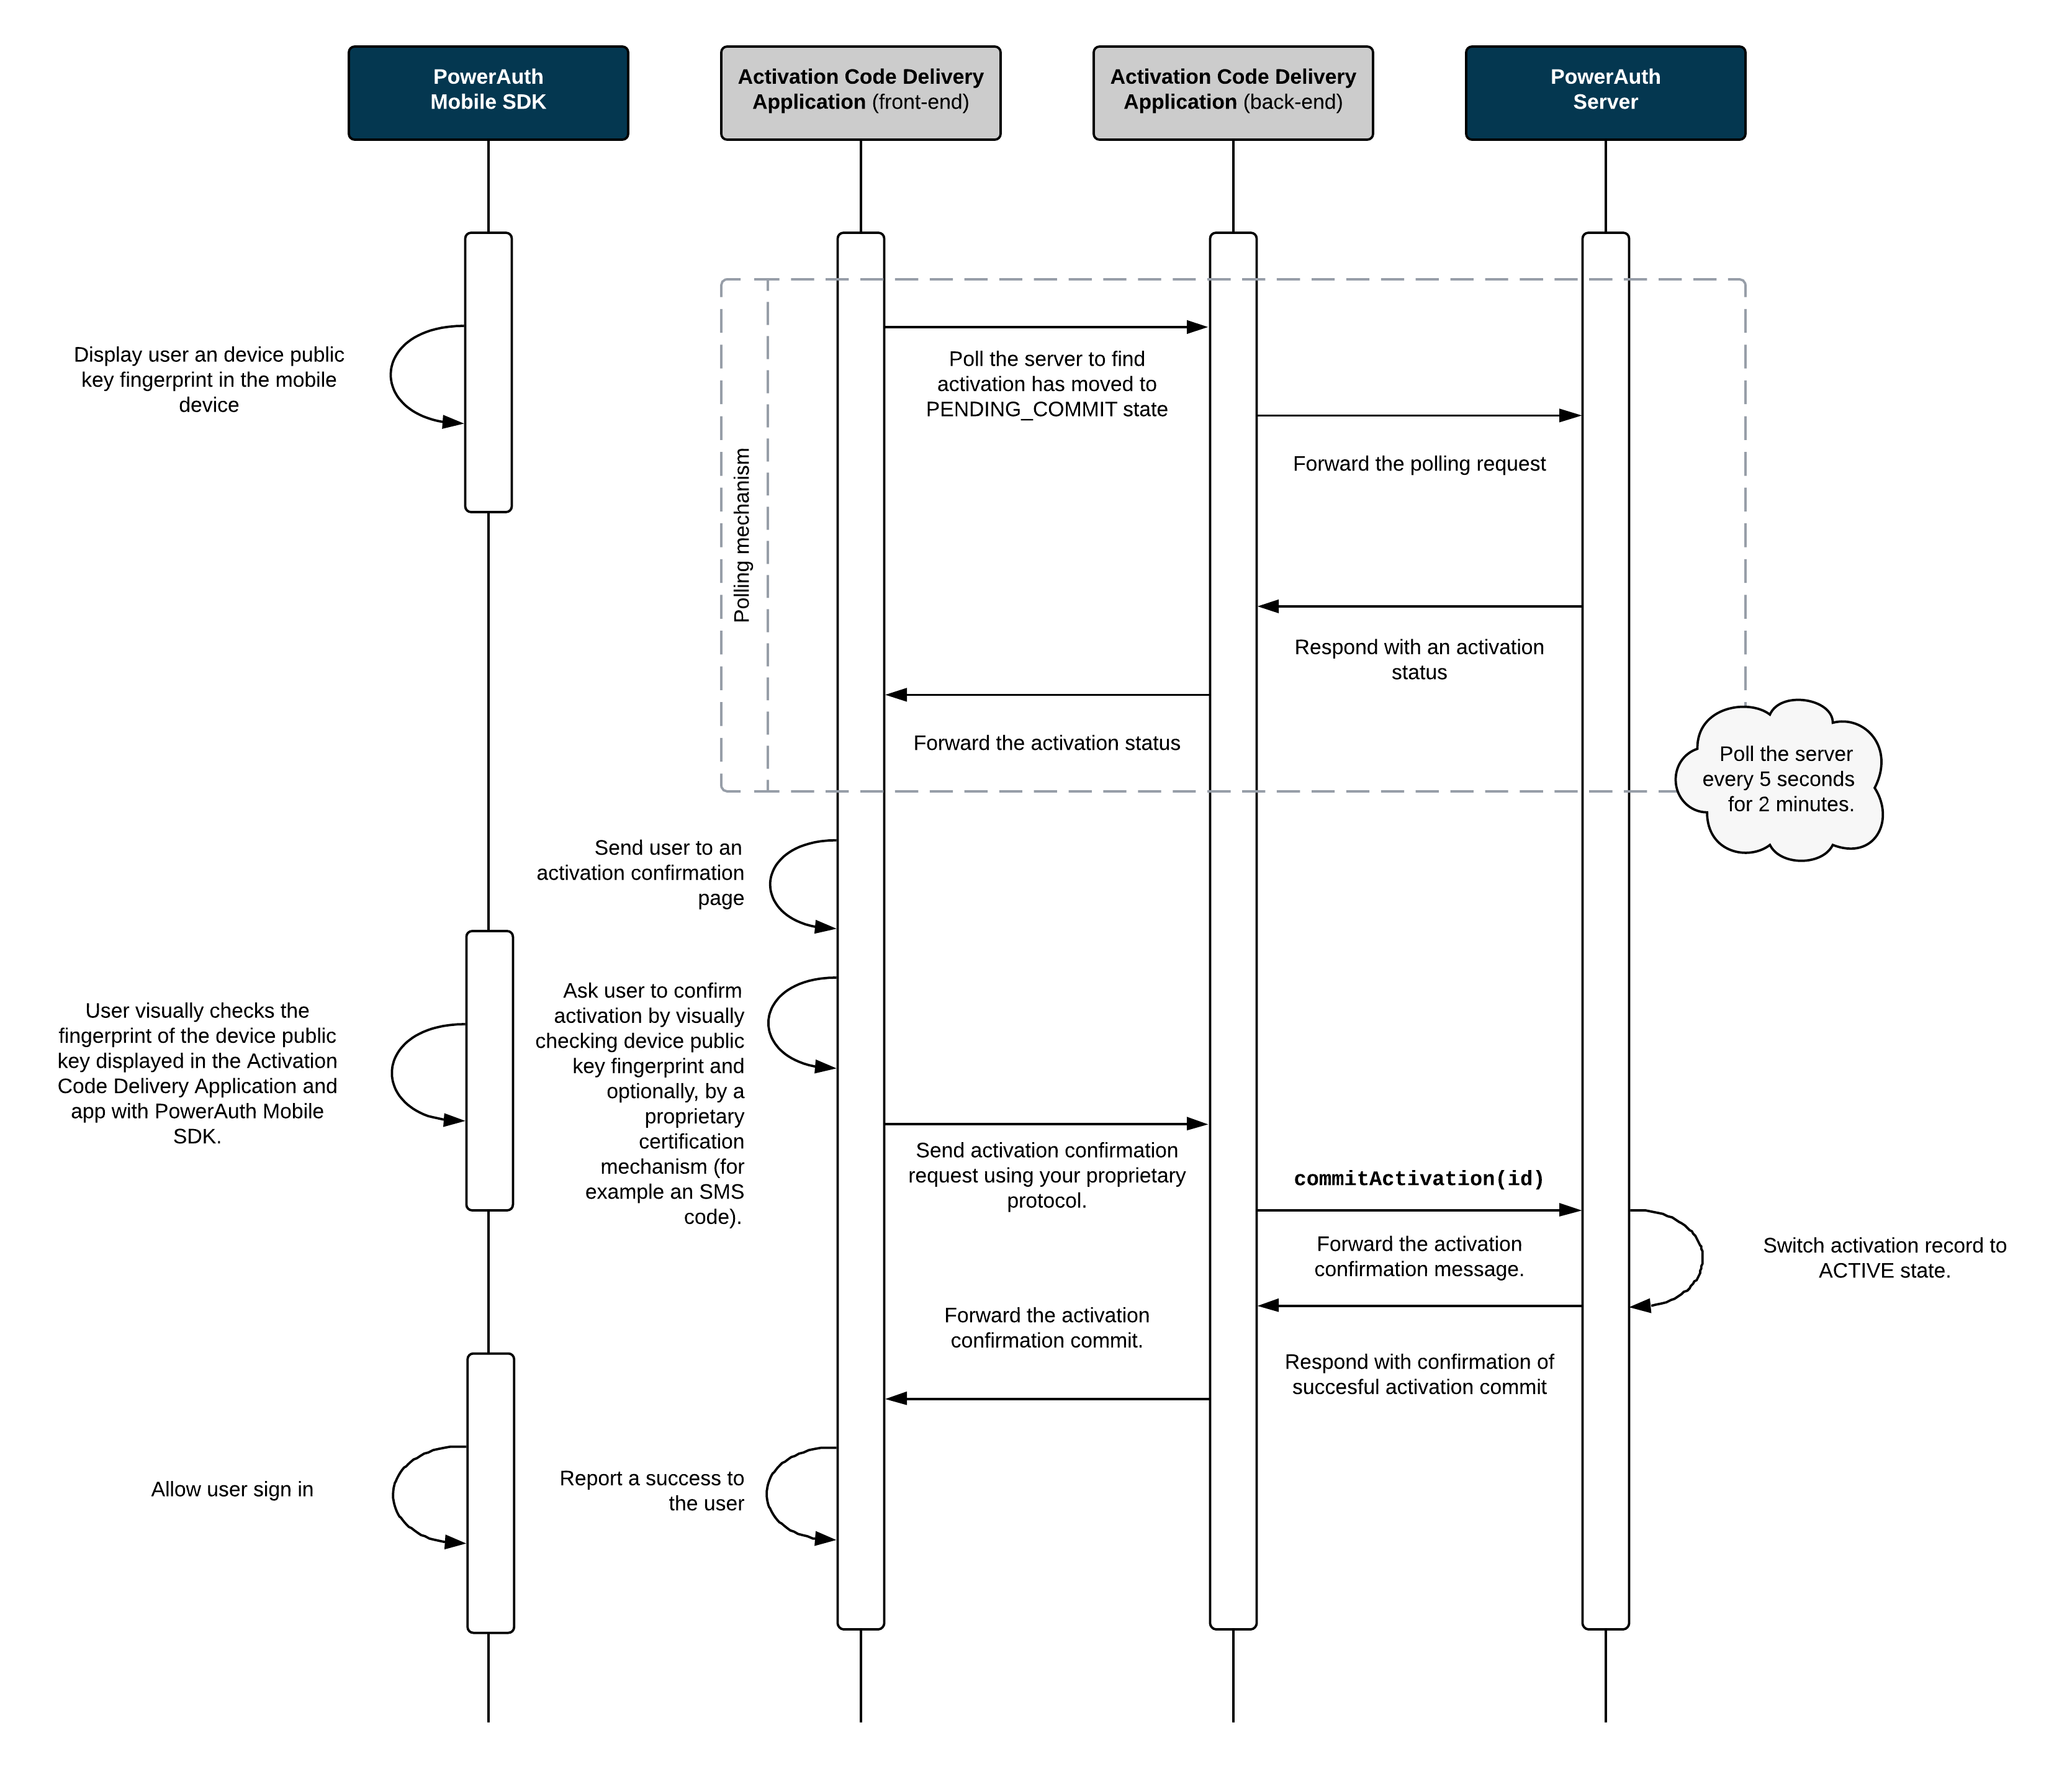 PowerAuth
Mobile SDK
Activation Code Delivery
Application (front-end)
Activation Code Delivery
Application (back-end)
PowerAuth
Server
Display user an device public
key fingerprint in the mobile
device
Polling mechanism
Poll the server to find
activation has moved to
PENDING_COMMIT state
Forward the polling request
Respond with an activation
status
Forward the activation status
Poll the server
every 5 seconds
for 2 minutes.
Send user to an
activation confirmation
page
User visually checks the
fingerprint of the device public
key displayed in the Activation
Code Delivery Application and
app with PowerAuth Mobile
SDK.
Ask user to confirm
activation by visually
checking device public
key fingerprint and
optionally, by a
proprietary
certification
mechanism (for
example an SMS
code).
Send activation confirmation
request using your proprietary
protocol.
commitActivation(id)
Forward the activation
confirmation message.
Switch activation record to
ACTIVE state.
Forward the activation
confirmation commit.
Respond with confirmation of
succesful activation commit
Allow user sign in
Report a success to
the user